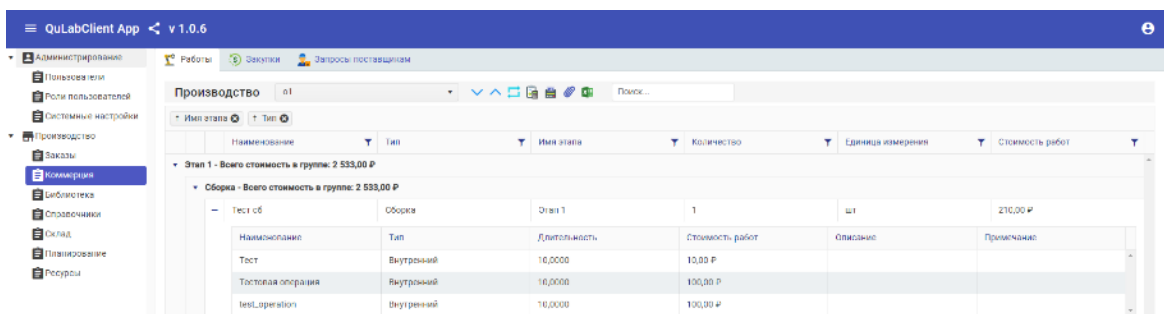 QuLabClient App v 1.0.6
Администрирование
Пользователи
Роли пользователей
Системные настройки
Производство
Заказы
Коммерция
Библиотека
Справочники
Склад
Планирование
Ресурсы
Работы Закупки Запросы поставщикам
Производство о1 Поиск...
↑ Имя этапа ↑ Тип
Наименование Тип Имя этапа Количество Единица измерения Стоимость работ
Этап 1 - Всего стоимость в группе: 2 533,00 ₽
Сборка - Всего стоимость в группе: 2 533,00 ₽
Тест сб Сборка Этап 1 1 шт 210,00 ₽
Наименование Тип Длительность Стоимость работ Описание Примечание
Тест Внутренний 10,0000 10,00 ₽
Тестовая операция Внутренний 10,0000 100,00 ₽
test_operation Внутренний 10,0000 100,00 ₽